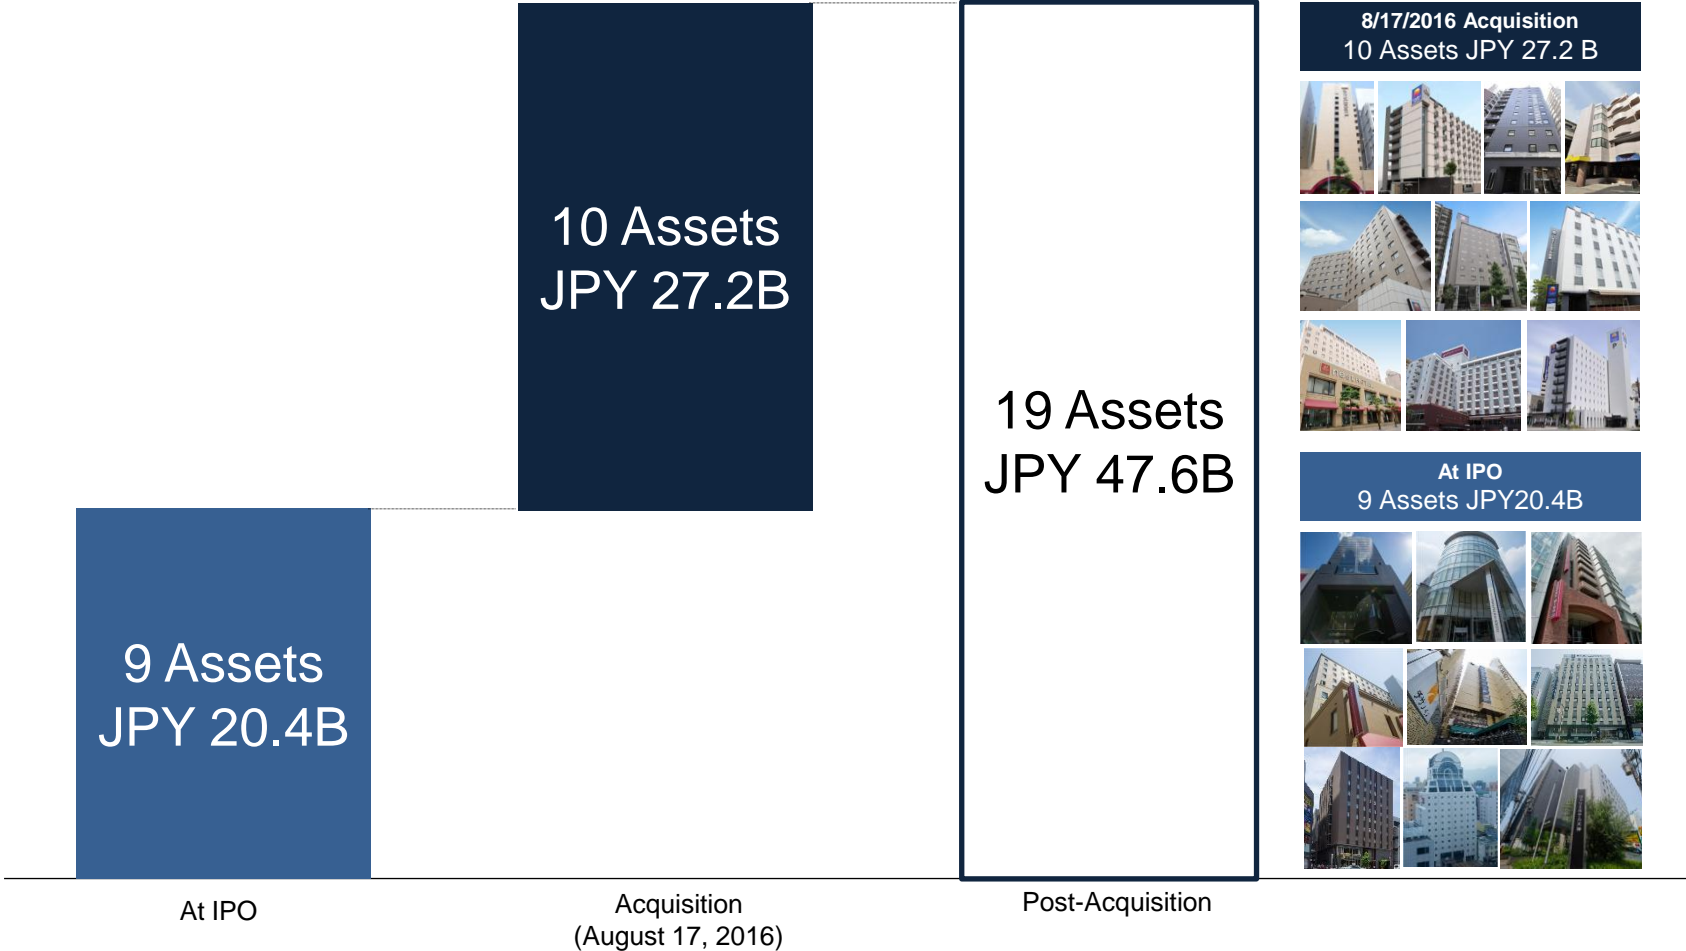 10 Assets
JPY 27.2B
9 Assets
JPY 20.4B
19 Assets
JPY 47.6B
8/17/2016 Acquisition
10 Assets JPY 27.2 B
At IPO
9 Assets JPY20.4B
At IPO
Acquisition
(August 17, 2016)
Post-Acquisition